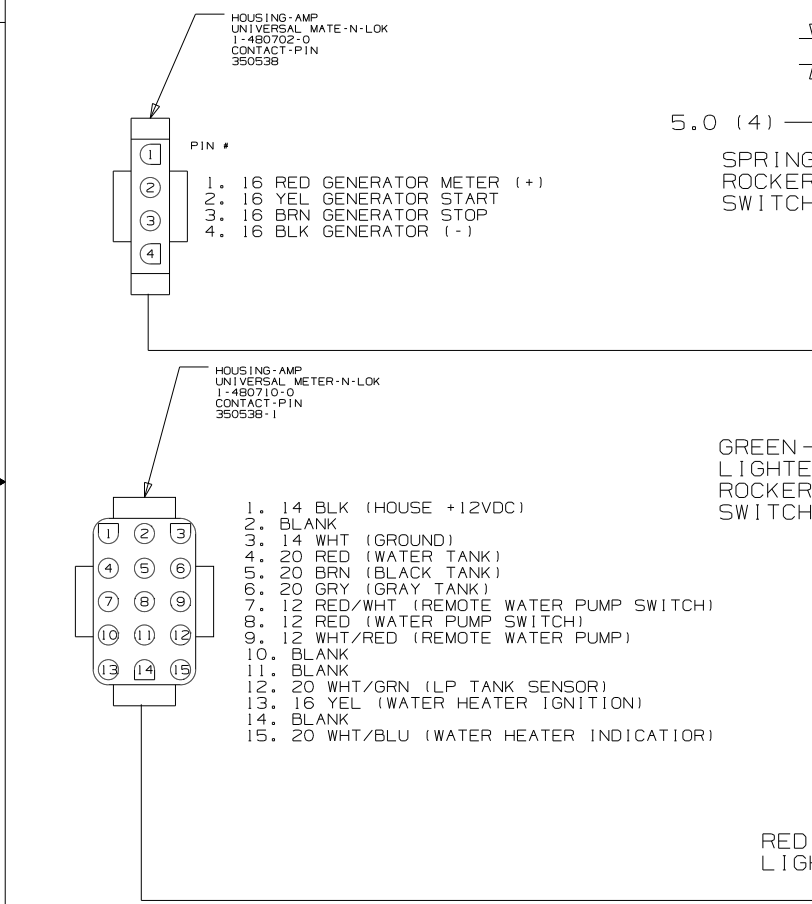 HOUSING-AMP
UNIVERSAL MATE-N-LOK
1-480702-0
CONTACT-PIN
350538
5.0 (4)
PIN #
1
2
3
4
1. 16 RED GENERATOR METER (+)
2. 16 YEL GENERATOR START
3. 16 BRN GENERATOR STOP
4. 16 BLK GENERATOR (-)
SPRING
ROCKER
SWITCH
HOUSING-AMP
UNIVERSAL METER-N-LOK
1-480710-0
CONTACT-PIN
350538-1
GREEN
LIGHTE
ROCKER
SWITCH
1 2 3
4 5 6
7 8 9
10 11 12
13 14 15
1. 14 BLK (HOUSE +12VDC)
2. BLANK
3. 14 WHT (GROUND)
4. 20 RED (WATER TANK)
5. 20 BRN (BLACK TANK)
6. 20 GRY (GRAY TANK)
7. 12 RED/WHT (REMOTE WATER PUMP SWITCH)
8. 12 RED (WATER PUMP SWITCH)
9. 12 WHT/RED (REMOTE WATER PUMP)
10. BLANK
11. BLANK
12. 20 WHT/GRN (LP TANK SENSOR)
13. 16 YEL (WATER HEATER IGNITION)
14. BLANK
15. 20 WHT/BLU (WATER HEATER INDICATIOR)
RED
LIGH